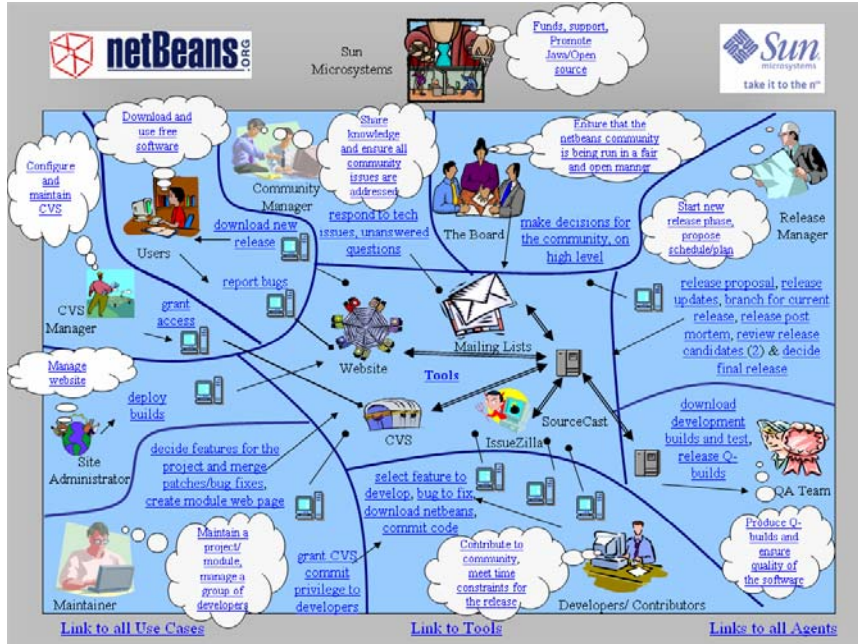 netBeans
.ORG
Sun
Microsystems
Funds, support,
Promote
Java/Open
source
Sun
microsystems
take it to the n
Download and
use free
software
Configure
and
maintain
CVS
Community
Manager
Share
knowledge
and ensure all
community
issues are
addressed
Ensure that the
netbeans community
is being run in a fair
and open manner
Start new
release phase,
propose
schedule/plan
Release
Manager
Users
download new
release
respond to tech
issues, unanswered
questions
The Board
make decisions for
the community, on
high level
report bugs
CVS
Manager
grant
access
Website
Mailing Lists
release proposal, release
updates, branch for current
release, release post
mortem, review release
candidates (2) & decide
final release
Manage
website
Tools
deploy
builds
Site
Administrator
CVS
IssueZilla
SourceCast
download
development
builds and test,
release Q-
builds
QA Team
decide features for the
project and merge
patches/bug fixes,
create module web page
select feature to
develop, bug to fix,
download netbeans,
commit code
Maintainer
Maintain a
project/
module,
manage a
group of
developers
grant CVS
commit
privilege to
developers
Contribute to
community,
meet time
constraints for
the release
Developers/ Contributors
Produce Q-
builds and
ensure
quality of
the software
Link to all Use Cases
Link to Tools
Links to all Agents